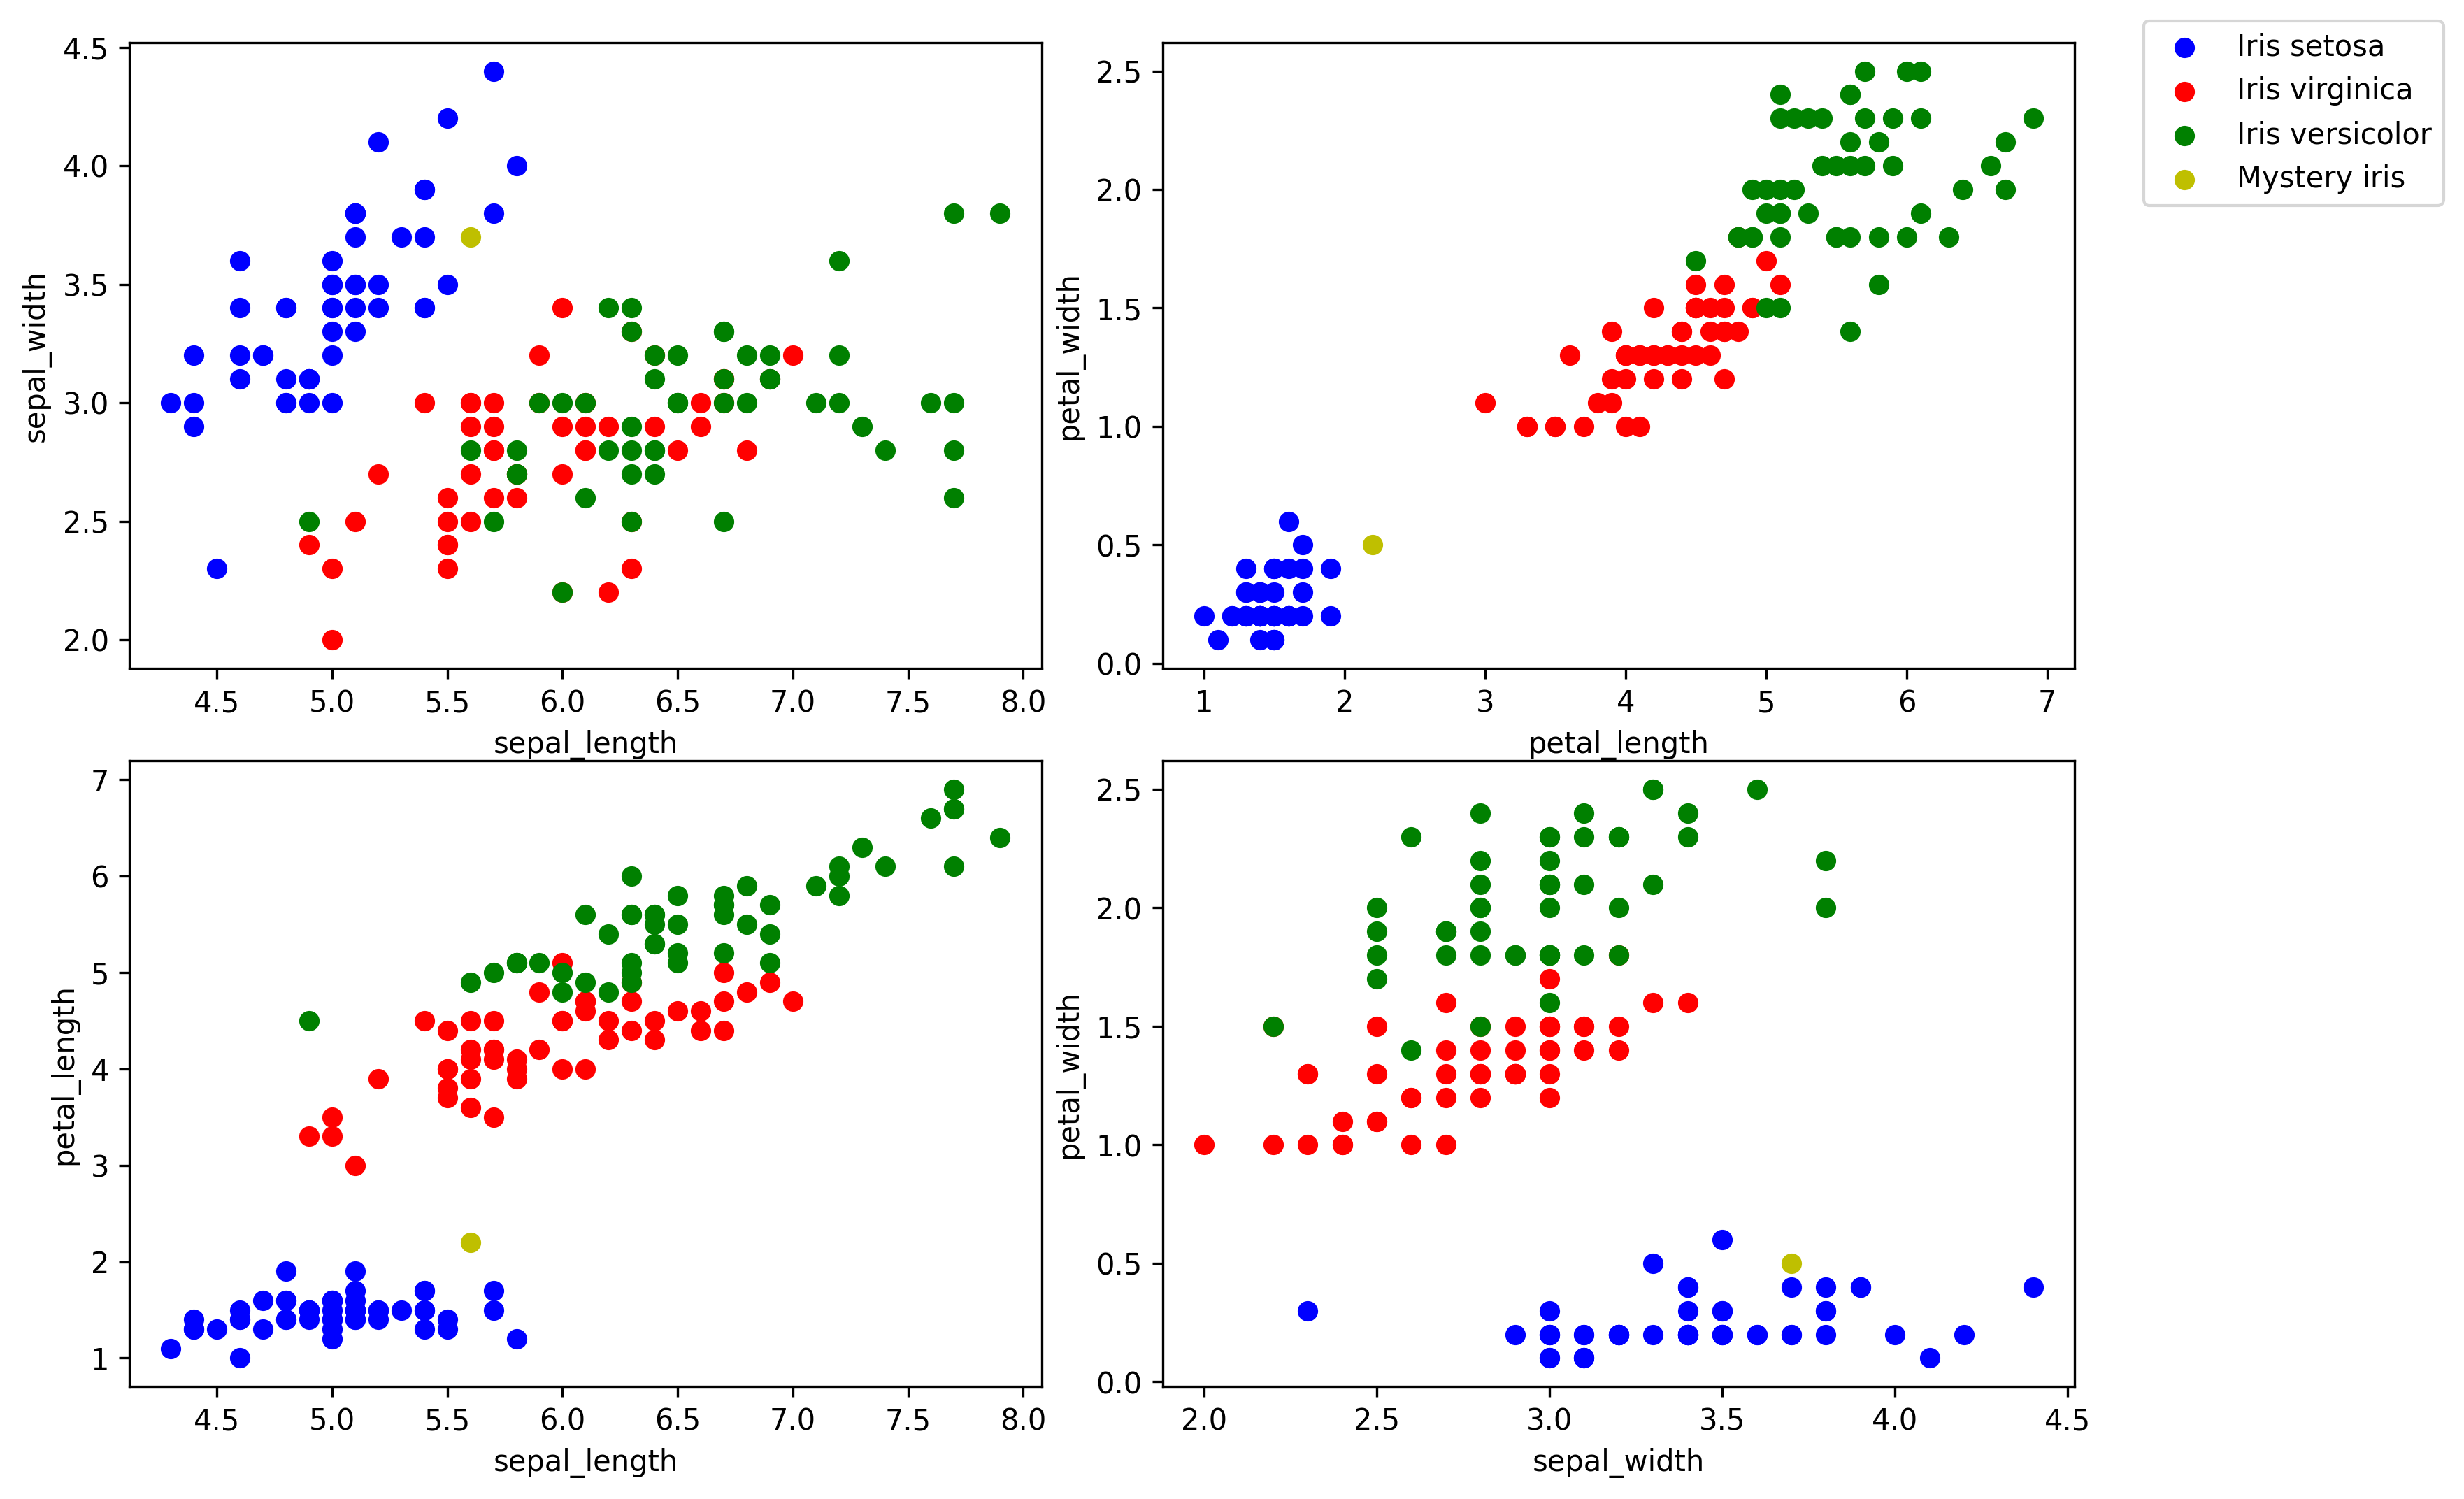 4.5
4.0
3.5
3.0
2.5
2.0
sepal_width
4.5 5.0 5.5 6.0 6.5 7.0 7.5 8.0
sepal_length
2.5
2.0
1.5
1.0
0.5
0.0
petal_width
1 2 3 4 5 6 7
petal_length
Iris setosa
Iris virginica
Iris versicolor
Mystery iris
7
6
5
4
3
2
1
petal_length
4.5 5.0 5.5 6.0 6.5 7.0 7.5 8.0
sepal_length
2.5
2.0
1.5
1.0
0.5
0.0
petal_width
2.0 2.5 3.0 3.5 4.0 4.5
sepal_width